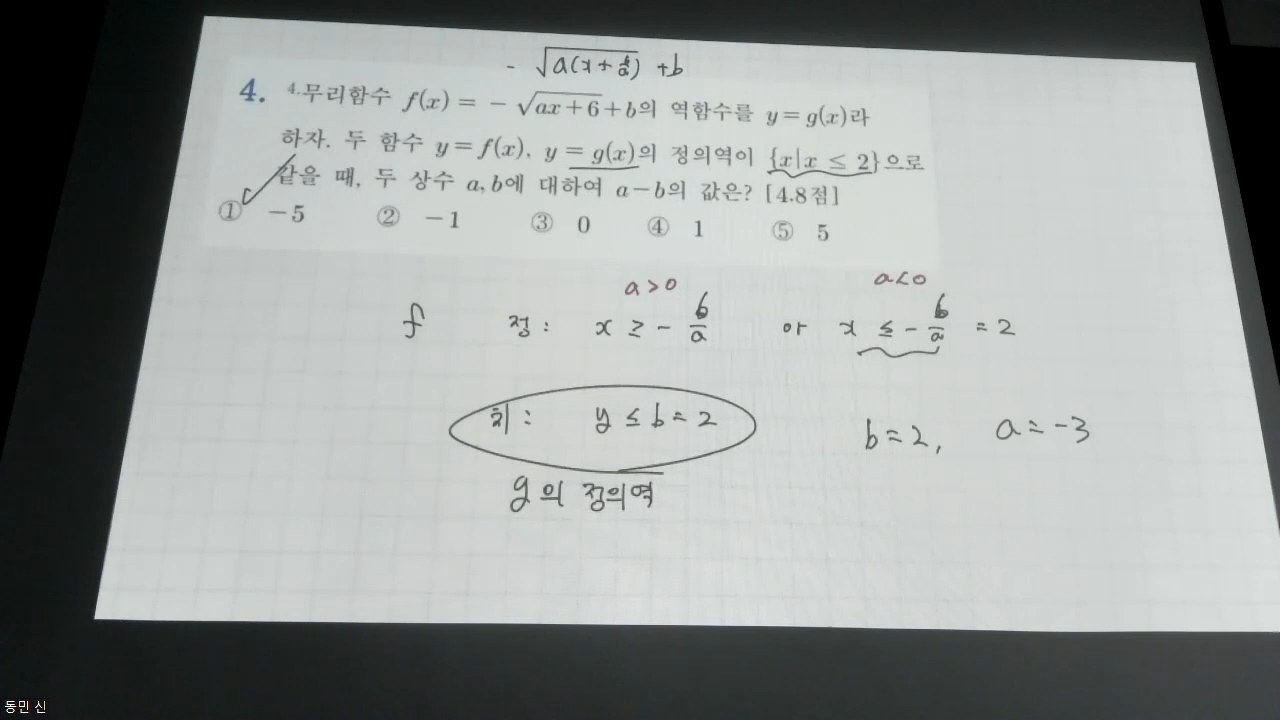 - √a(x+6/a) +b
4. 4.무리함수 f(x) = - √ax+6 + b의 역함수를 y=g(x)라
하자. 두 함수 y=f(x), y=g(x)의 정의역이 {x|x ≤ 2}으로
같을 때, 두 상수 a, b에 대하여 a-b의 값은? [4.8점]
① -5 ② -1 ③ 0 ④ 1 ⑤ 5
a>0 a<0
f 정: x ≥ - 6/a or x ≤ - 6/a = 2
치: y ≤ b = 2 b=2, a=-3
g의 정의역
동민 신